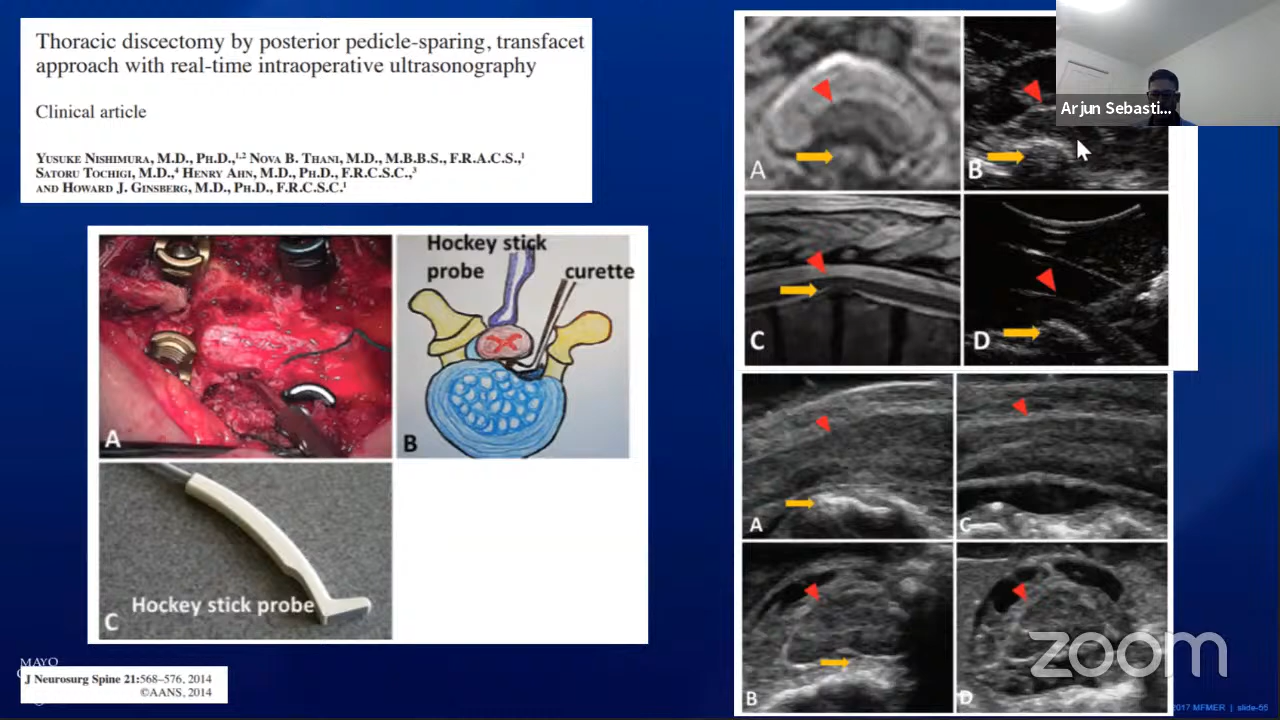 Thoracic discectomy by posterior pedicle-sparing, transfacet
approach with real-time intraoperative ultrasonography
Clinical article
Yusuke Nishimura, M.D., Ph.D.,1,2 Nova B. Thani, M.D., M.B.B.S., F.R.A.C.S.,1
Satoru Tochigi, M.D.,4 Henry Ahn, M.D., Ph.D., F.R.C.S.C.,3
and Howard J. Ginsberg, M.D., Ph.D., F.R.C.S.C.1
Hockey stick
probe
curette
A
B
Hockey stick probe
C
A
B
Arjun Sebasti...
C
D
A
C
B
D
zoom
MAYO
J Neurosurg Spine 21:568–576, 2014
©AANS, 2014
2017 MFMER | slide-55